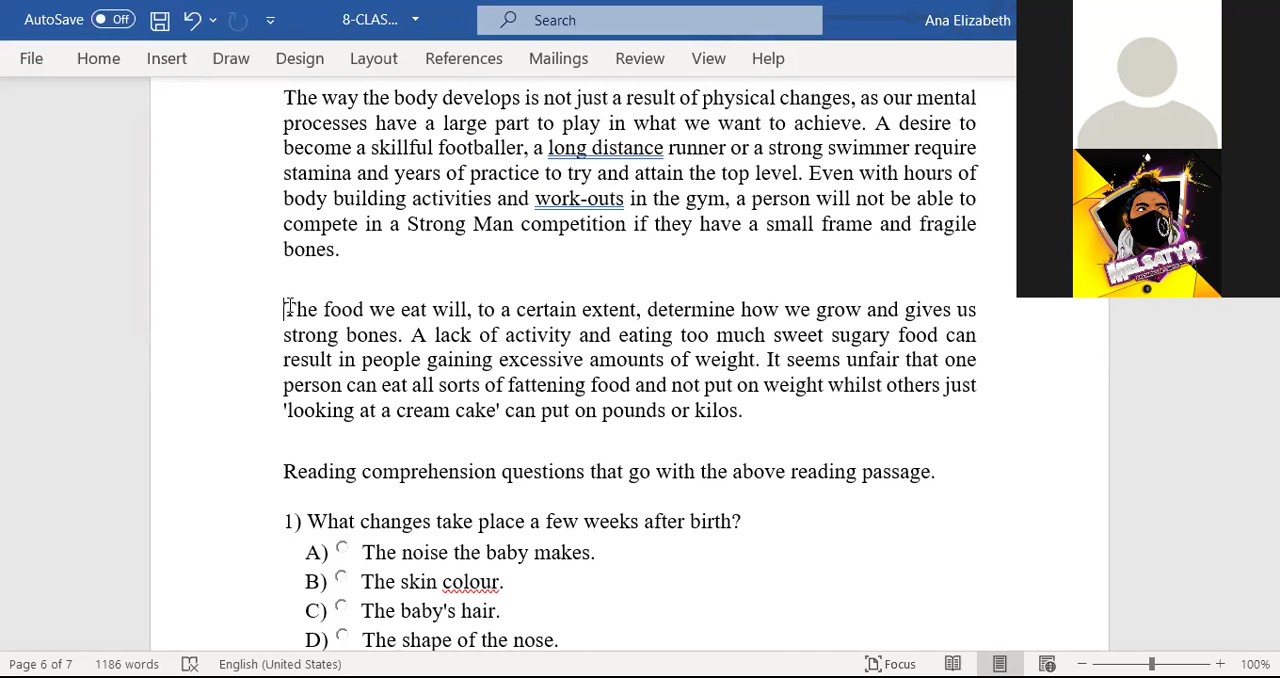 AutoSave Off 8-CLAS... Search Ana Elizabeth
File Home Insert Draw Design Layout References Mailings Review View Help
The way the body develops is not just a result of physical changes, as our mental
processes have a large part to play in what we want to achieve. A desire to
become a skillful footballer, a long distance runner or a strong swimmer require
stamina and years of practice to try and attain the top level. Even with hours of
body building activities and work-outs in the gym, a person will not be able to
compete in a Strong Man competition if they have a small frame and fragile
bones.
The food we eat will, to a certain extent, determine how we grow and gives us
strong bones. A lack of activity and eating too much sweet sugary food can
result in people gaining excessive amounts of weight. It seems unfair that one
person can eat all sorts of fattening food and not put on weight whilst others just
'looking at a cream cake' can put on pounds or kilos.
Reading comprehension questions that go with the above reading passage.
1) What changes take place a few weeks after birth?
A) The noise the baby makes.
B) The skin colour.
C) The baby's hair.
D) The shape of the nose.
MELSATYR
Page 6 of 7 1186 words English (United States) Focus 100%